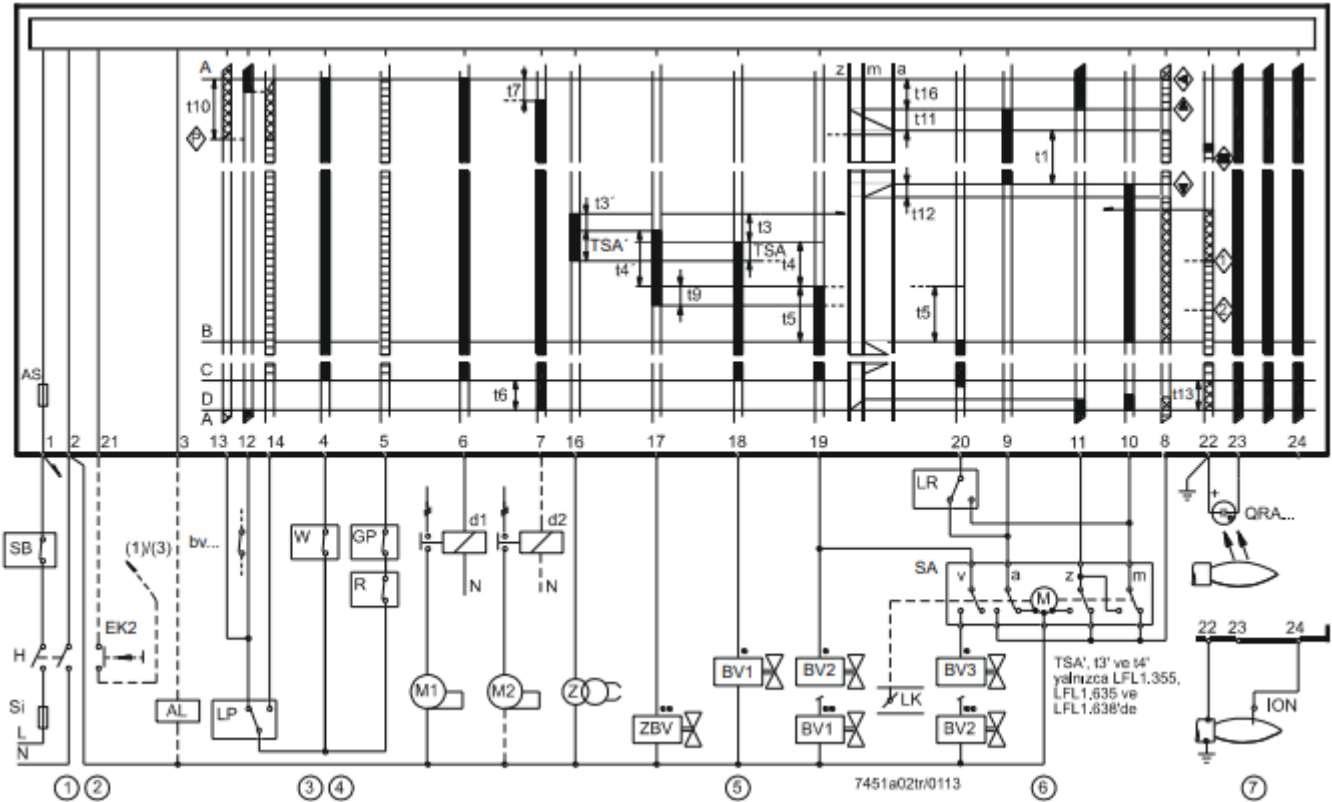 A
t10
P
t7
z
m
a
t16
t11
t1
t12
t3´
TSA´
t4´
t9
t3
TSA
t4
t5
t5
1
2
B
C
D
A
t6
t13
AS
1 2 21 3 13 12 14 4 5 6 7 16 17 18 19 20 9 11 10 8 22 23 24
SB
(1)/(3)
bv...
W
GP
R
d1
d2
N
N
LR
+
QRA...
SA
v
a
z
m
M
H
EK2
Si
L
N
AL
LP
M1
M2
Z
ZBV
BV1
BV2
BV1
BV3
BV2
LK
TSA', t3' ve t4'
yalnızca LFL1.355,
LFL1.635 ve
LFL1.638'de
22 23 24
ION
7451a02tr/0113
1 2 3 4 5 6 7